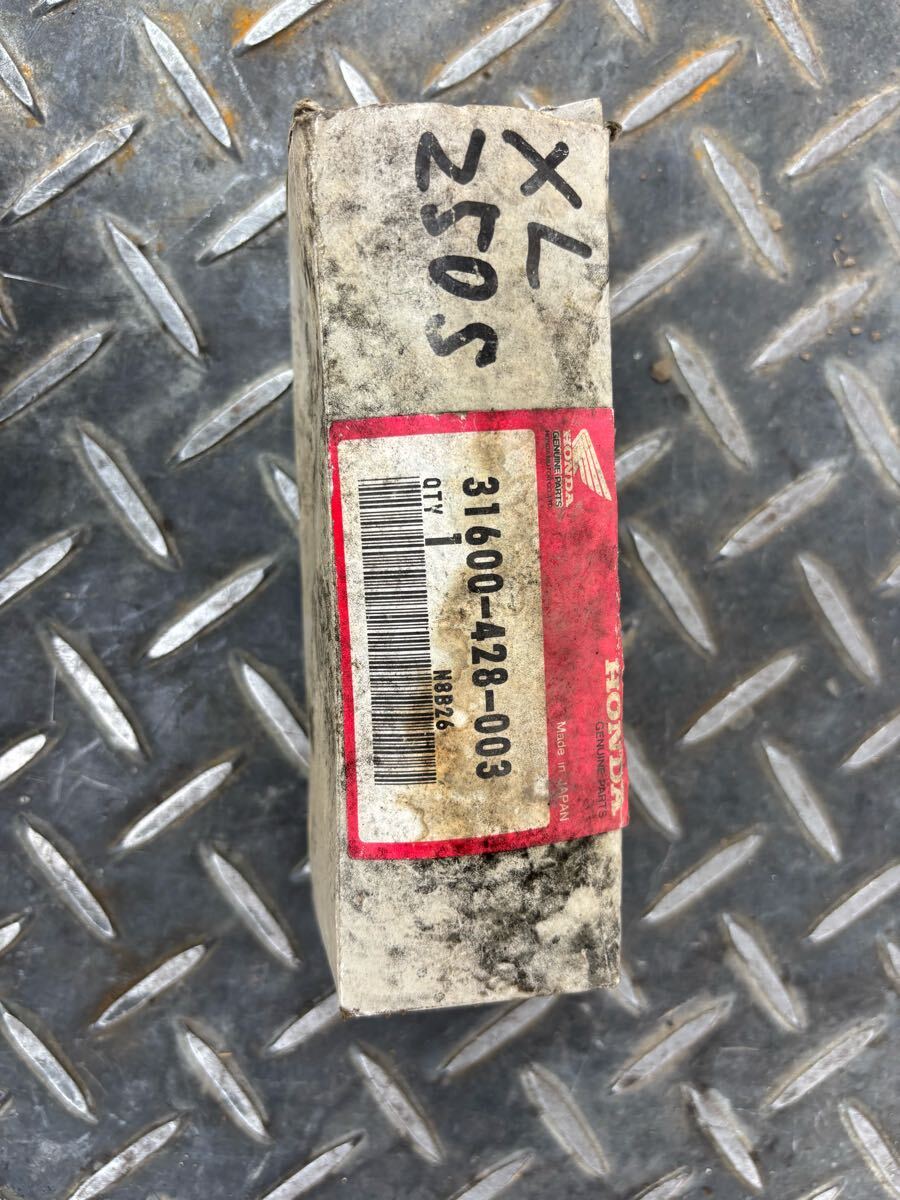 XL
250S
HONDA
GENUINE PARTS
31600-428-003
QTY 1
N8B26
Made in JAPAN
HONDA
GENUINE PARTS